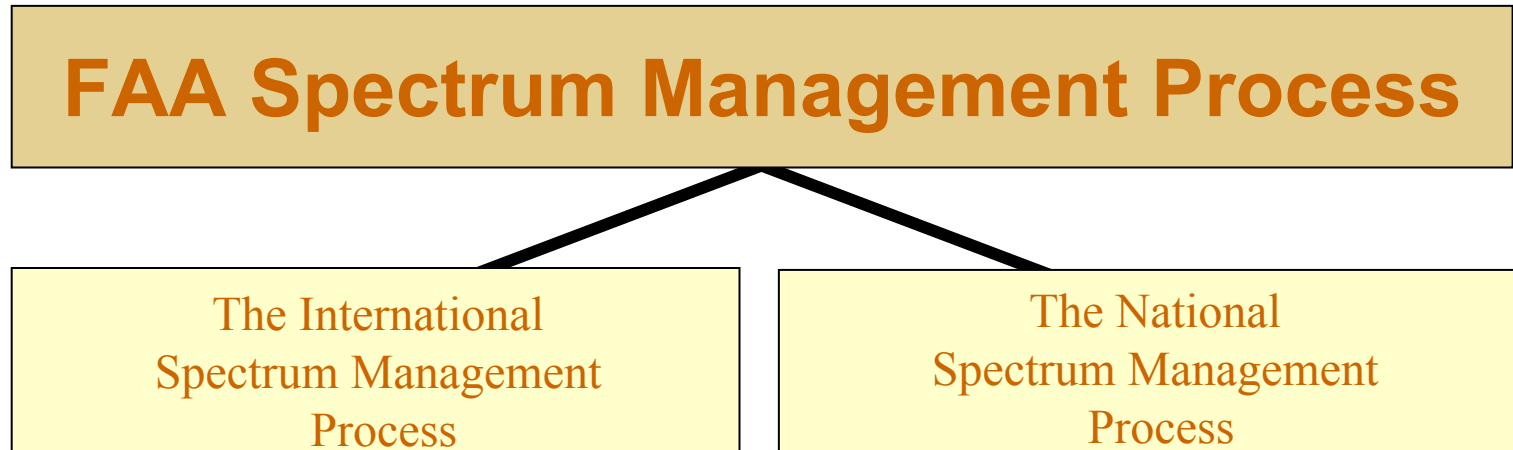 FAA Spectrum Management Process
The International
Spectrum Management
Process
The National
Spectrum Management
Process